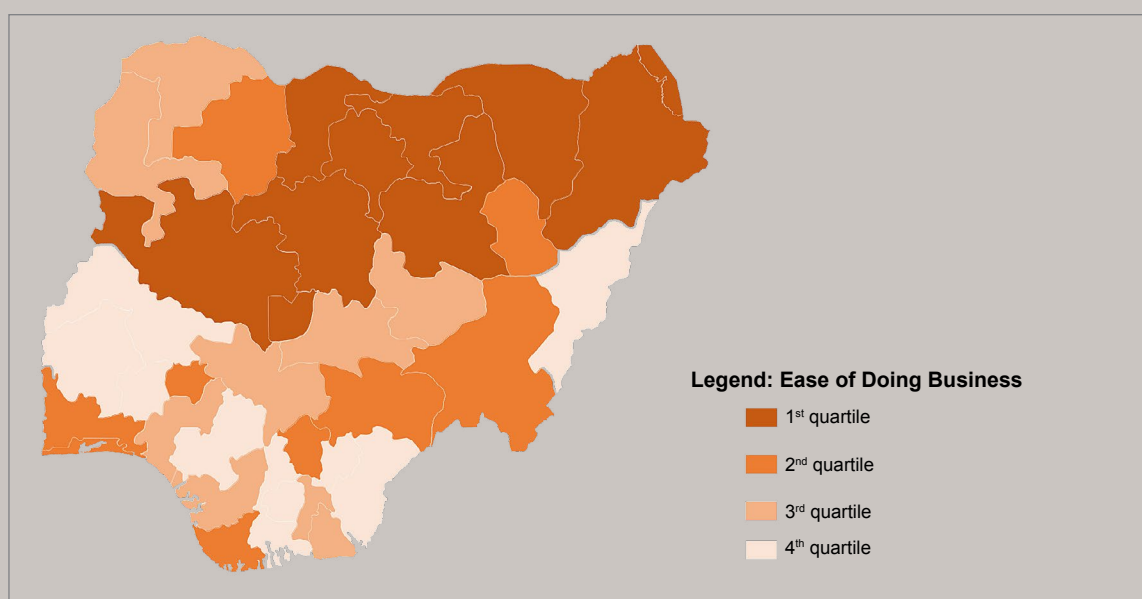 Legend: Ease of Doing Business
1st quartile
2nd quartile
3rd quartile
4th quartile